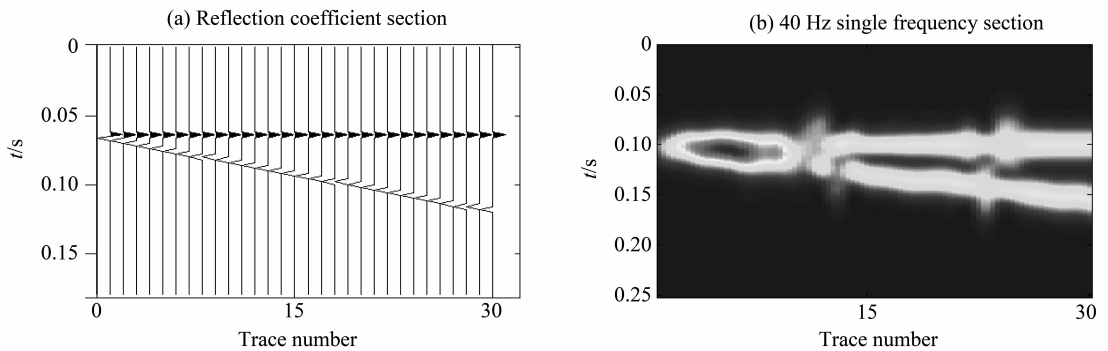 (a) Reflection coefficient section
0
0.05
0.10
0.15
t/s
0
15
30
Trace number
(b) 40 Hz single frequency section
0
0.05
0.10
0.15
0.20
0.25
t/s
15
30
Trace number